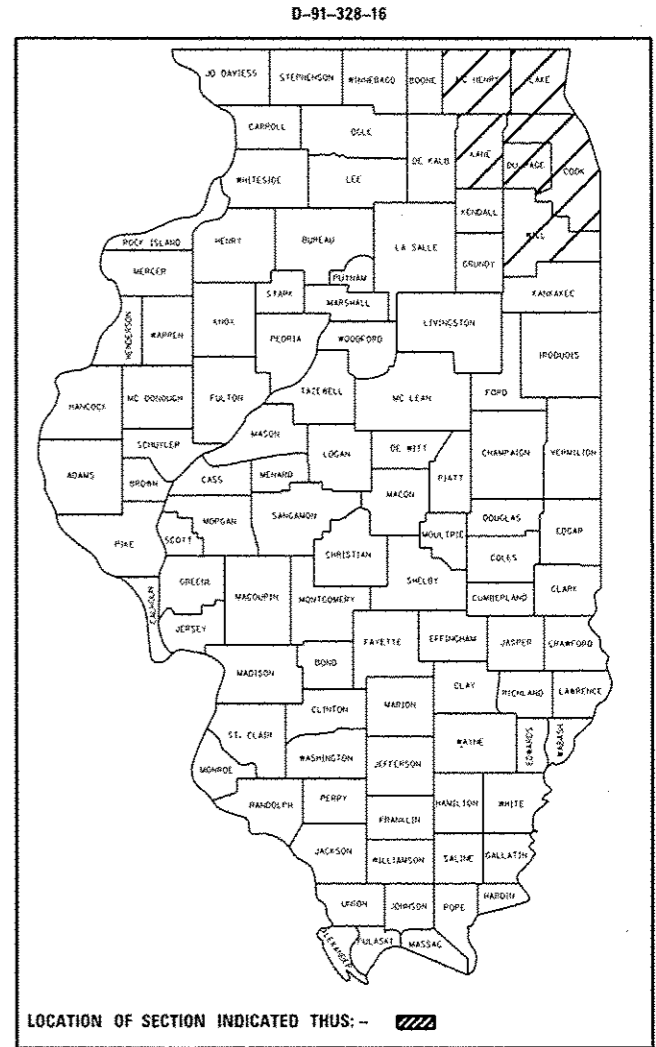 D-91-328-16
JO DAVIESS STEPHENSON WINNEBAGO BOONE MC HENRY LAKE
CARROLL OGLE DE KALB KANE DU PAGE COOK
WHITESIDE LEE
KENDALL WILL
ROCK ISLAND HENRY BUREAU LA SALLE GRUNDY
MERCER PUTNAM KANKAKEE
STARK MARSHALL
HENDERSON WARREN KNOX PEORIA WOODFORD LIVINGSTON IROQUOIS
HANCOCK MC DONOUGH FULTON TAZEWELL MC LEAN FORD
MASON
SCHUYLER LOGAN DE WITT CHAMPAIGN VERMILION
ADAMS BROWN CASS MENARD PIATT
MACON
MORGAN SANGAMON DOUGLAS
PIKE SCOTT MOULTRIE EDGAR
CHRISTIAN COLES
GREENE SHELBY
CALHOUN MACOUPIN MONTGOMERY CUMBERLAND CLARK
JERSEY FAYETTE EFFINGHAM JASPER CRAWFORD
BOND
MADISON CLAY RICHLAND LAWRENCE
CLINTON MARION
ST. CLAIR WAYNE EDWARDS WABASH
WASHINGTON JEFFERSON
MONROE
RANDOLPH PERRY HAMILTON WHITE
FRANKLIN
JACKSON WILLIAMSON SALINE GALLATIN
UNION JOHNSON POPE HARDIN
ALEXANDER PULASKI MASSAC
LOCATION OF SECTION INDICATED THUS: -